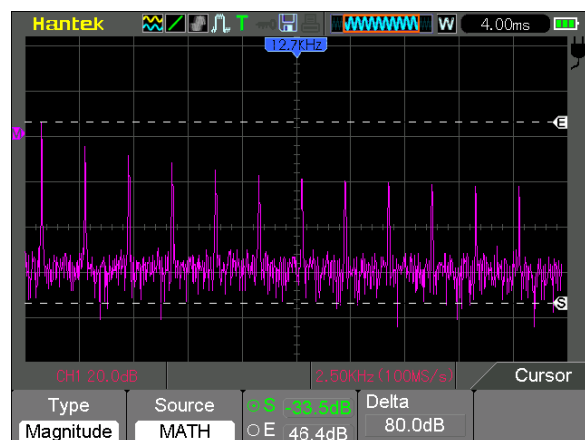 Hantek T W 4.00ms
12.7KHz
M
E
S
CH1 20.0dB 2.50KHz (100MS/s) Cursor
Type Source S -33.5dB Delta
Magnitude MATH E 46.4dB 80.0dB